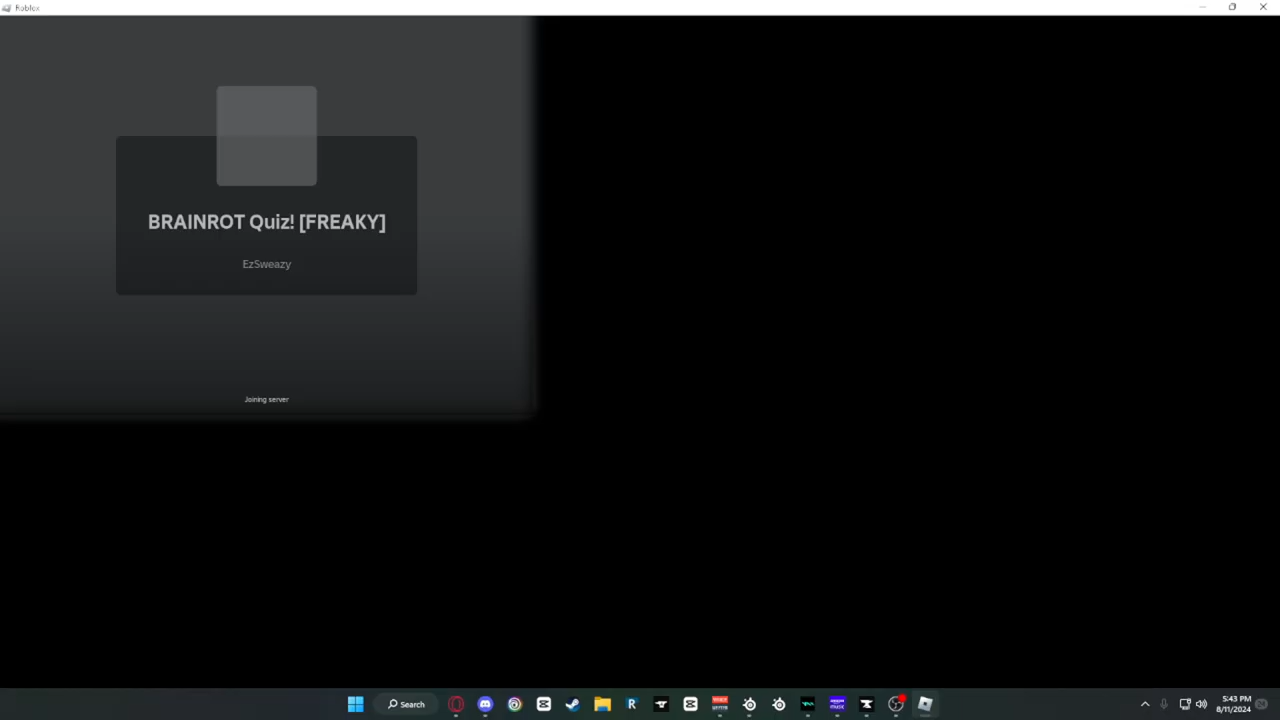 Roblox
BRAINROT Quiz! [FREAKY]
EzSweazy
Joining server
Search
5:43 PM
8/11/2024